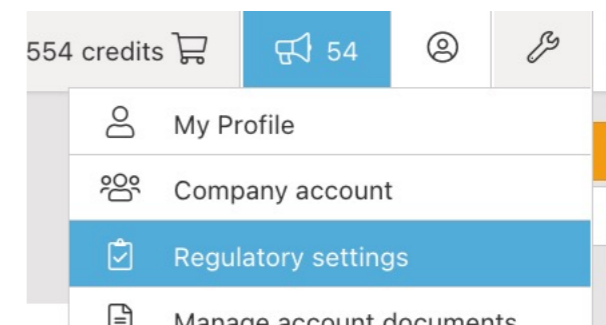 554 credits 54
My Profile
Company account
Regulatory settings
Manage account documents